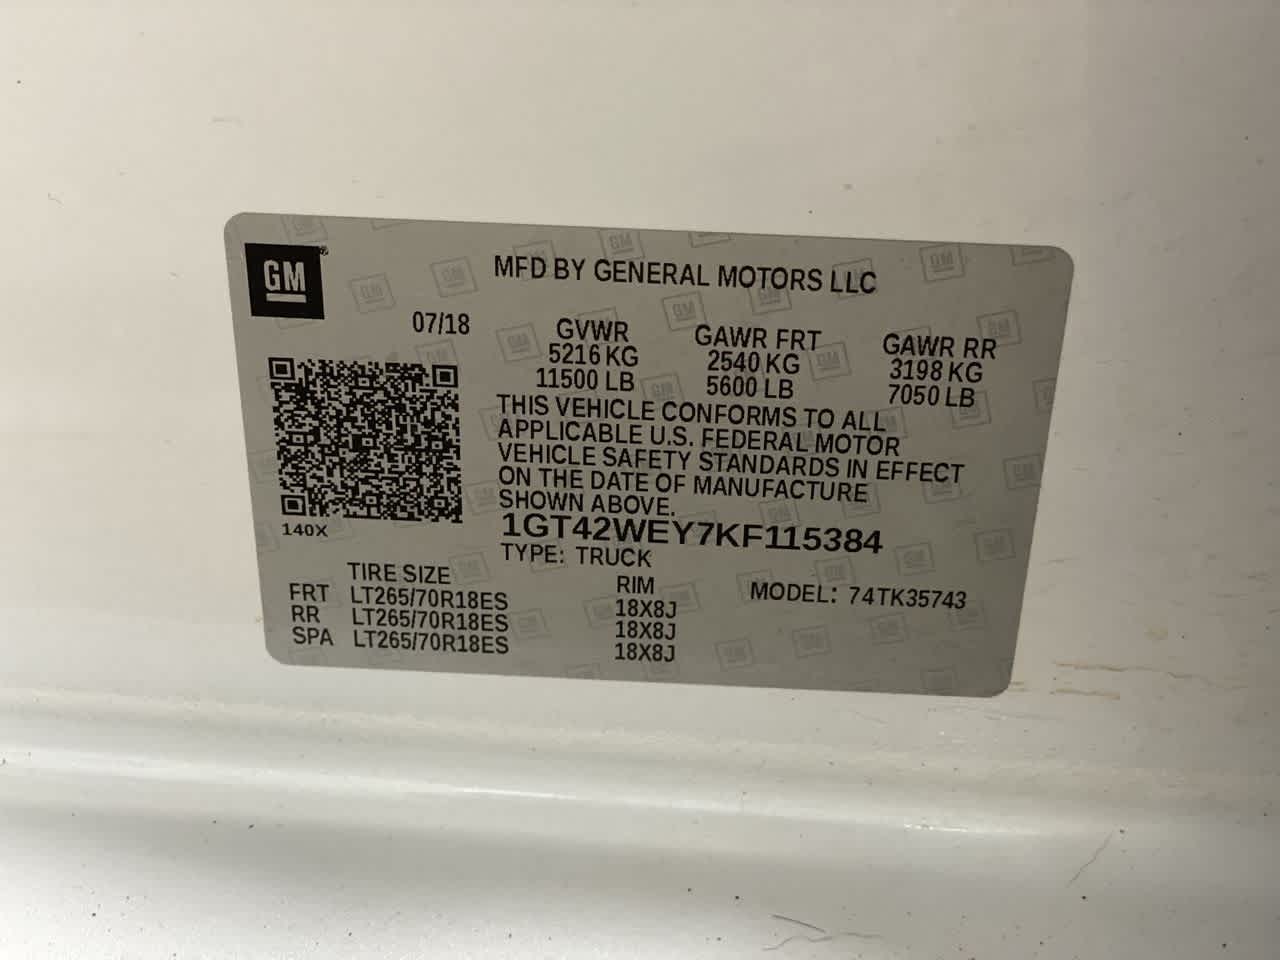 GM
MFD BY GENERAL MOTORS LLC
07/18
GVWR
5216 KG
11500 LB
GAWR FRT
2540 KG
5600 LB
GAWR RR
3198 KG
7050 LB
THIS VEHICLE CONFORMS TO ALL
APPLICABLE U.S. FEDERAL MOTOR
VEHICLE SAFETY STANDARDS IN EFFECT
ON THE DATE OF MANUFACTURE
SHOWN ABOVE.
140X
1GT42WEY7KF115384
TYPE: TRUCK
TIRE SIZE RIM MODEL: 74TK35743
FRT LT265/70R18ES 18X8J
RR LT265/70R18ES 18X8J
SPA LT265/70R18ES 18X8J